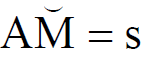 AM̆ = s